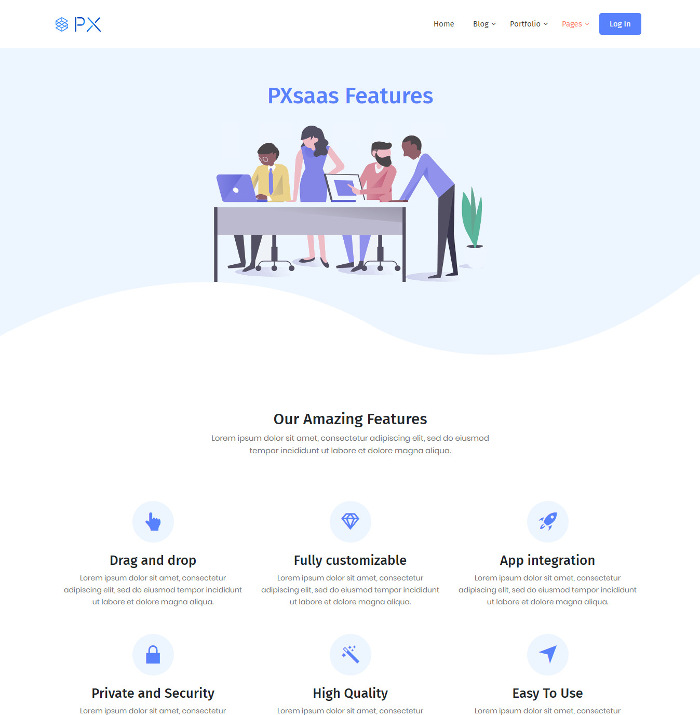 PX
Home Blog Portfolio Pages Log In
PXsaas Features
Our Amazing Features
Lorem ipsum dolor sit amet, consectetur adipiscing elit, sed do eiusmod
tempor incididunt ut labore et dolore magna aliqua.
Drag and drop
Lorem ipsum dolor sit amet, consectetur
adipiscing elit, sed do eiusmod tempor incididunt
ut labore et dolore magna aliqua.
Fully customizable
Lorem ipsum dolor sit amet, consectetur
adipiscing elit, sed do eiusmod tempor incididunt
ut labore et dolore magna aliqua.
App integration
Lorem ipsum dolor sit amet, consectetur
adipiscing elit, sed do eiusmod tempor incididunt
ut labore et dolore magna aliqua.
Private and Security
Lorem ipsum dolor sit amet, consectetur
High Quality
Lorem ipsum dolor sit amet, consectetur
Easy To Use
Lorem ipsum dolor sit amet, consectetur